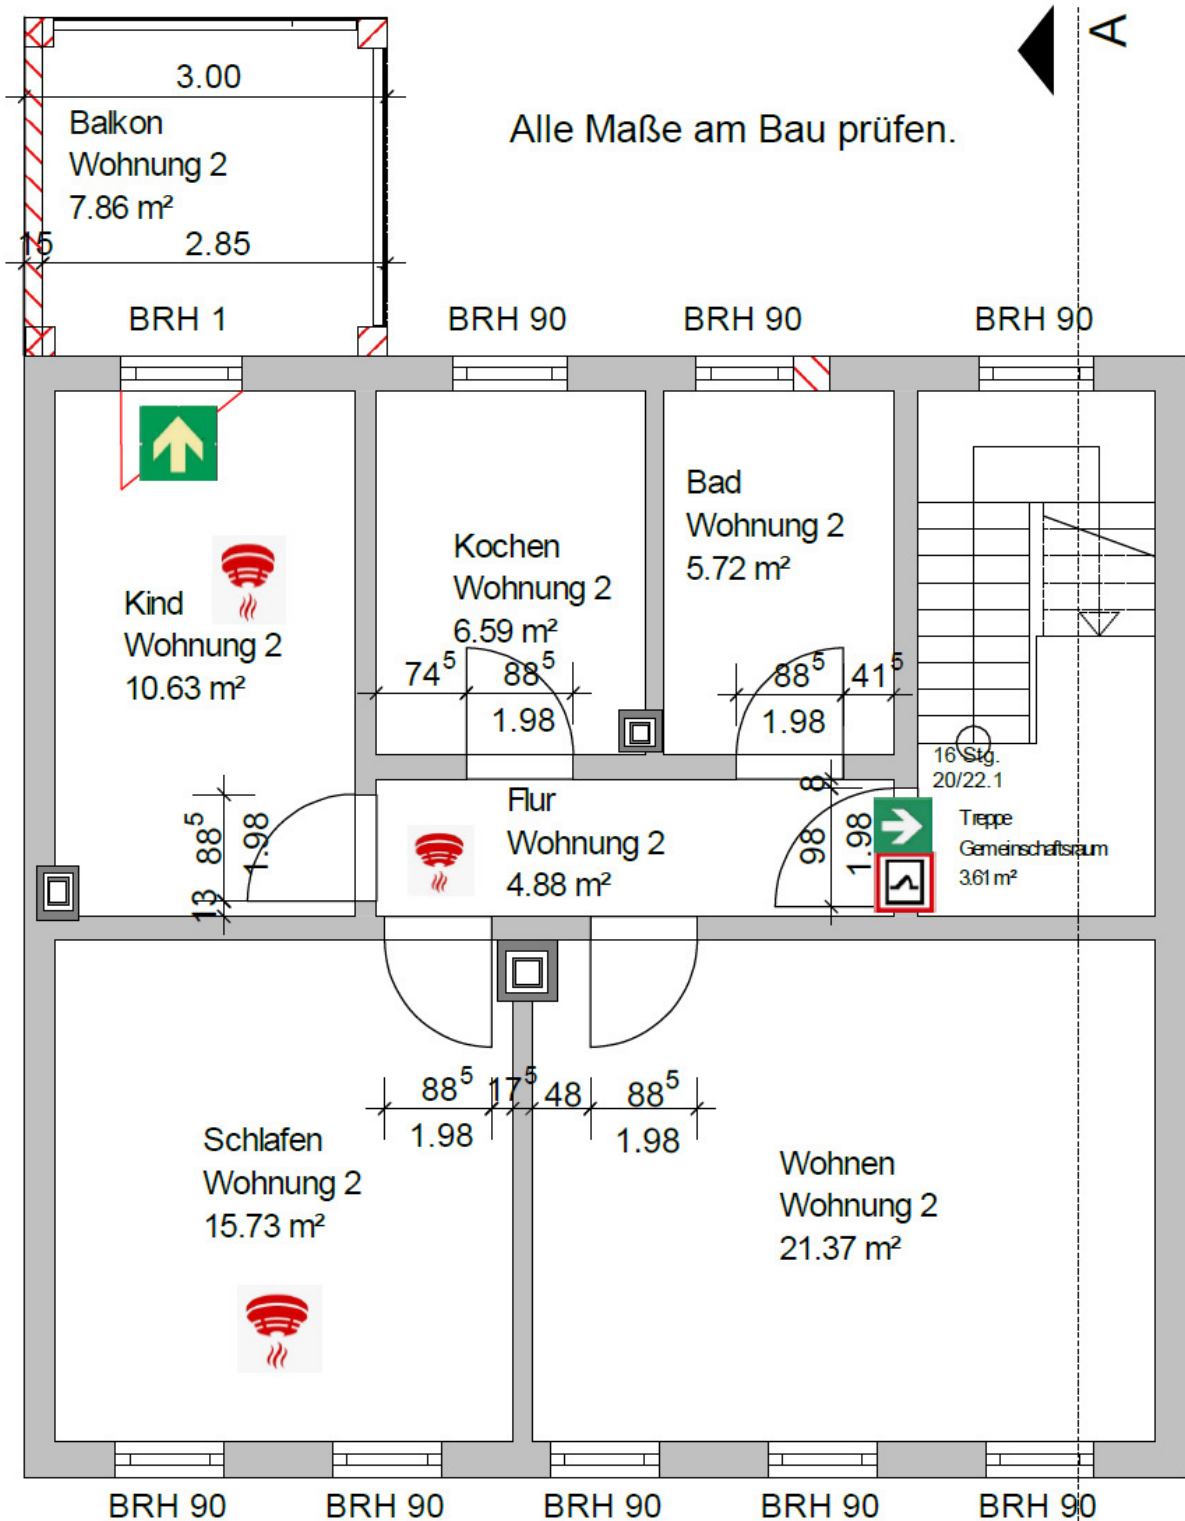 A
3.00
Alle Maße am Bau prüfen.
Balkon
Wohnung 2
7.86 m²
15
2.85
BRH 1
BRH 90
BRH 90
BRH 90
Bad
Wohnung 2
5.72 m²
Kochen
Wohnung 2
6.59 m²
Kind
Wohnung 2
10.63 m²
74⁵
88⁵
1.98
88⁵
41⁵
1.98
16 Stg.
20/22.1
Treppe
Gemeinschaftsraum
3.61 m²
Flur
Wohnung 2
4.88 m²
8
98
1.98
88⁵
1.98
13
88⁵
17⁵
48
88⁵
1.98
1.98
Schlafen
Wohnung 2
15.73 m²
Wohnen
Wohnung 2
21.37 m²
BRH 90
BRH 90
BRH 90
BRH 90
BRH 90